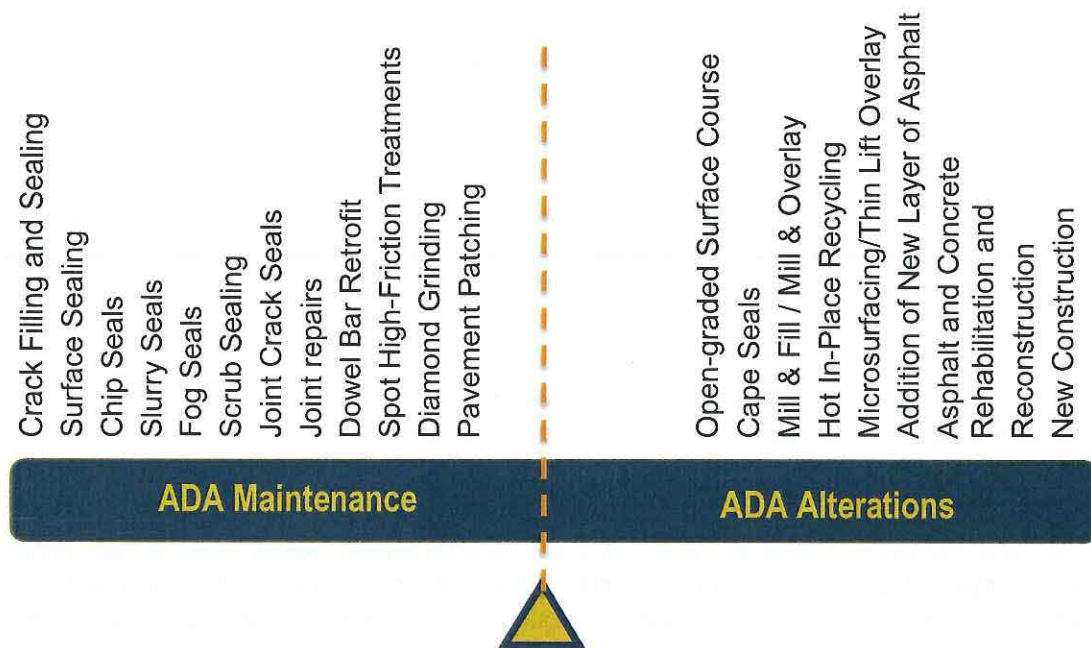 Crack Filling and Sealing
Surface Sealing
Chip Seals
Slurry Seals
Fog Seals
Scrub Sealing
Joint Crack Seals
Joint repairs
Dowel Bar Retrofit
Spot High-Friction Treatments
Diamond Grinding
Pavement Patching
Open-graded Surface Course
Cape Seals
Mill & Fill / Mill & Overlay
Hot In-Place Recycling
Microsurfacing/Thin Lift Overlay
Addition of New Layer of Asphalt
Asphalt and Concrete
Rehabilitation and
Reconstruction
New Construction
ADA Maintenance
ADA Alterations